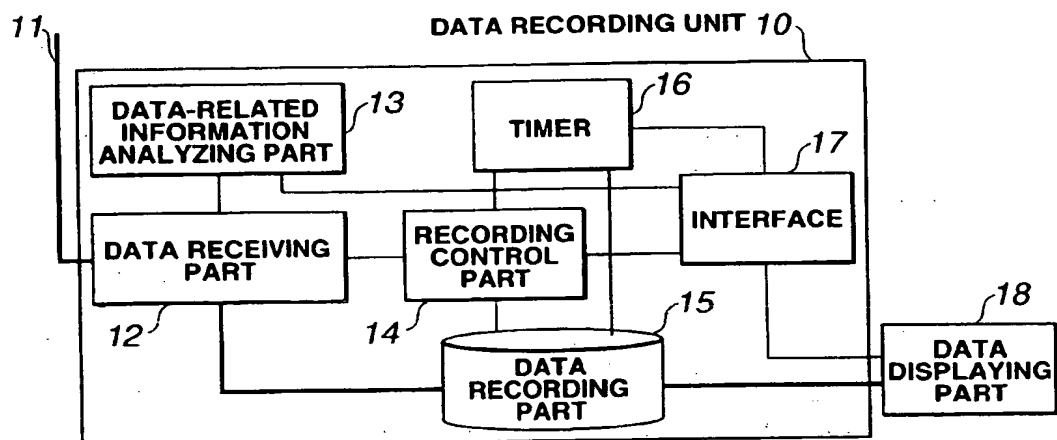 DATA RECORDING UNIT 10
11
DATA-RELATED
INFORMATION
ANALYZING PART
13
TIMER
16
17
INTERFACE
DATA RECEIVING
PART
12
RECORDING
CONTROL
PART
14
15
DATA
RECORDING
PART
18
DATA
DISPLAYING
PART